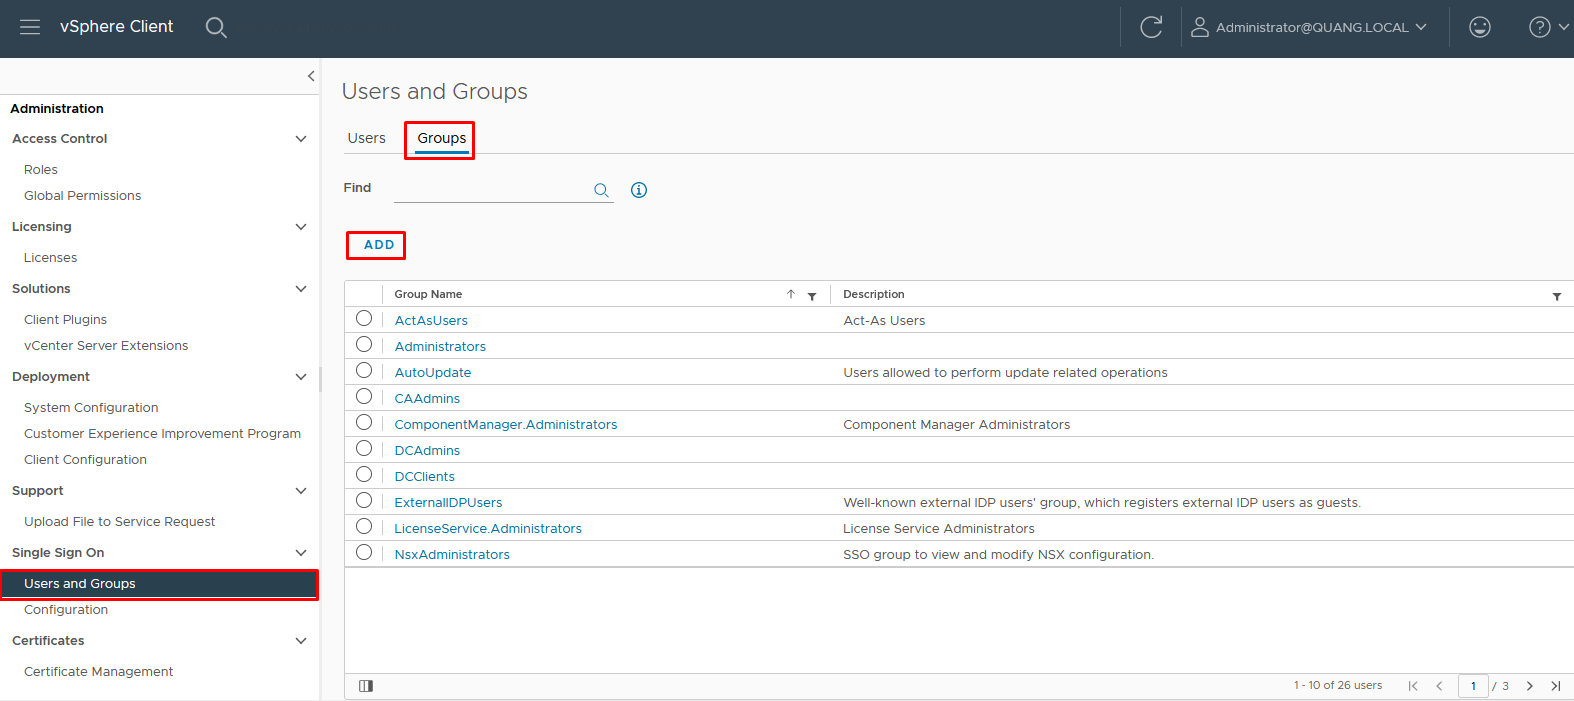 vSphere Client
Administrator@QUANG.LOCAL
?
Administration
Access Control
Roles
Global Permissions
Licensing
Licenses
Solutions
Client Plugins
vCenter Server Extensions
Deployment
System Configuration
Customer Experience Improvement Program
Client Configuration
Support
Upload File to Service Request
Single Sign On
Users and Groups
Configuration
Certificates
Certificate Management
Users and Groups
Users Groups
Find
ADD
Group Name Description
ActAsUsers Act-As Users
Administrators
AutoUpdate Users allowed to perform update related operations
CAAdmins
ComponentManager.Administrators Component Manager Administrators
DCAdmins
DCClients
ExternalIDPUsers Well-known external IDP users' group, which registers external IDP users as guests.
LicenseService.Administrators License Service Administrators
NsxAdministrators SSO group to view and modify NSX configuration.
1 - 10 of 26 users 1 / 3